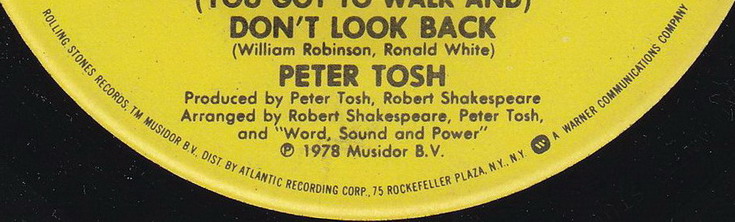 (YOU GOT TO WALK AND)
DON'T LOOK BACK
(William Robinson, Ronald White)
PETER TOSH
Produced by Peter Tosh, Robert Shakespeare
Arranged by Robert Shakespeare, Peter Tosh,
and "Word, Sound and Power"
℗ 1978 Musidor B.V.
ROLLING STONES RECORDS, TM MUSIDOR B.V. DIST BY ATLANTIC RECORDING CORP., 75 ROCKEFELLER PLAZA, N.Y., N.Y. A WARNER COMMUNICATIONS COMPANY